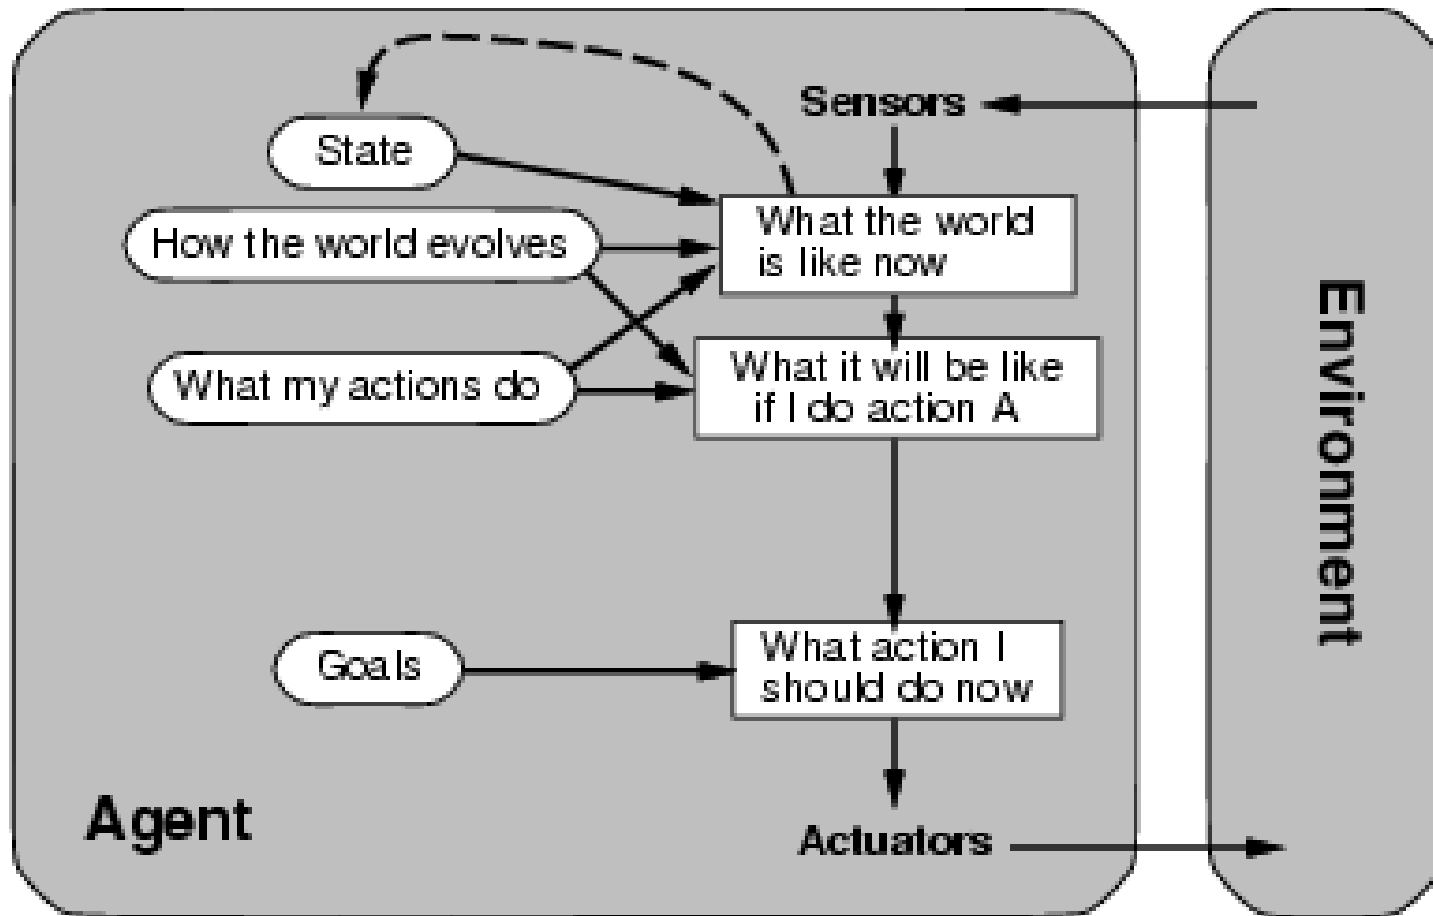 Sensors
State
What the world
is like now
How the world evolves
What it will be like
if I do action A
What my actions do
Goals
What action I
should do now
Agent
Actuators
Environment